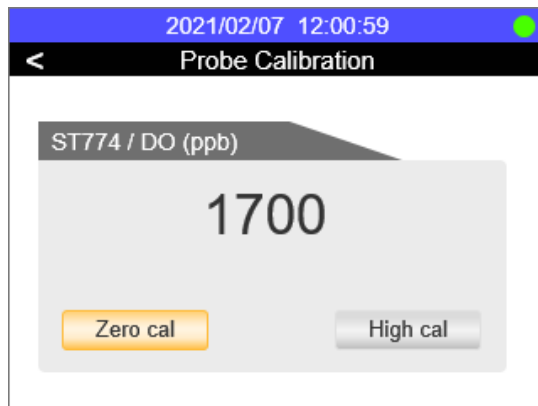 2021/02/07 12:00:59
< Probe Calibration
ST774 / DO (ppb)
1700
Zero cal High cal